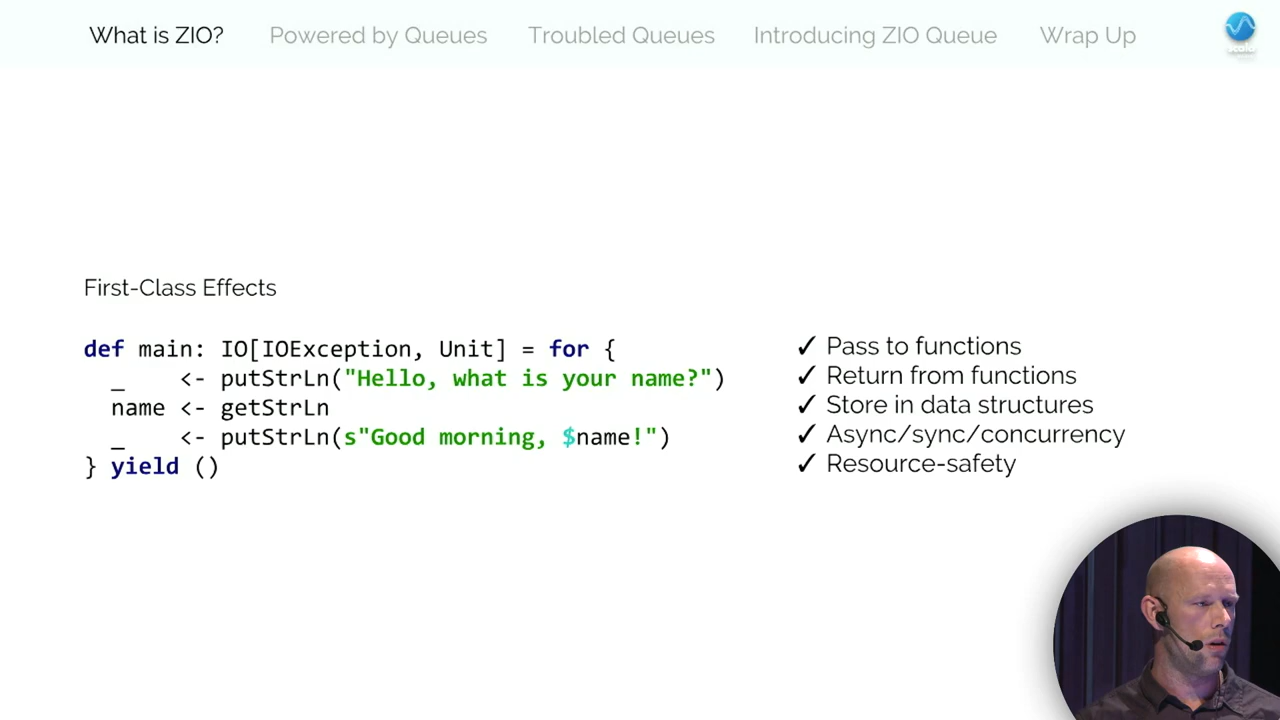 What is ZIO? Powered by Queues Troubled Queues Introducing ZIO Queue Wrap Up
scala
First-Class Effects
def main: IO[IOException, Unit] = for {
  _    <- putStrLn("Hello, what is your name?")
  name <- getStrLn
  _    <- putStrLn(s"Good morning, $name!")
} yield ()
✓ Pass to functions
✓ Return from functions
✓ Store in data structures
✓ Async/sync/concurrency
✓ Resource-safety